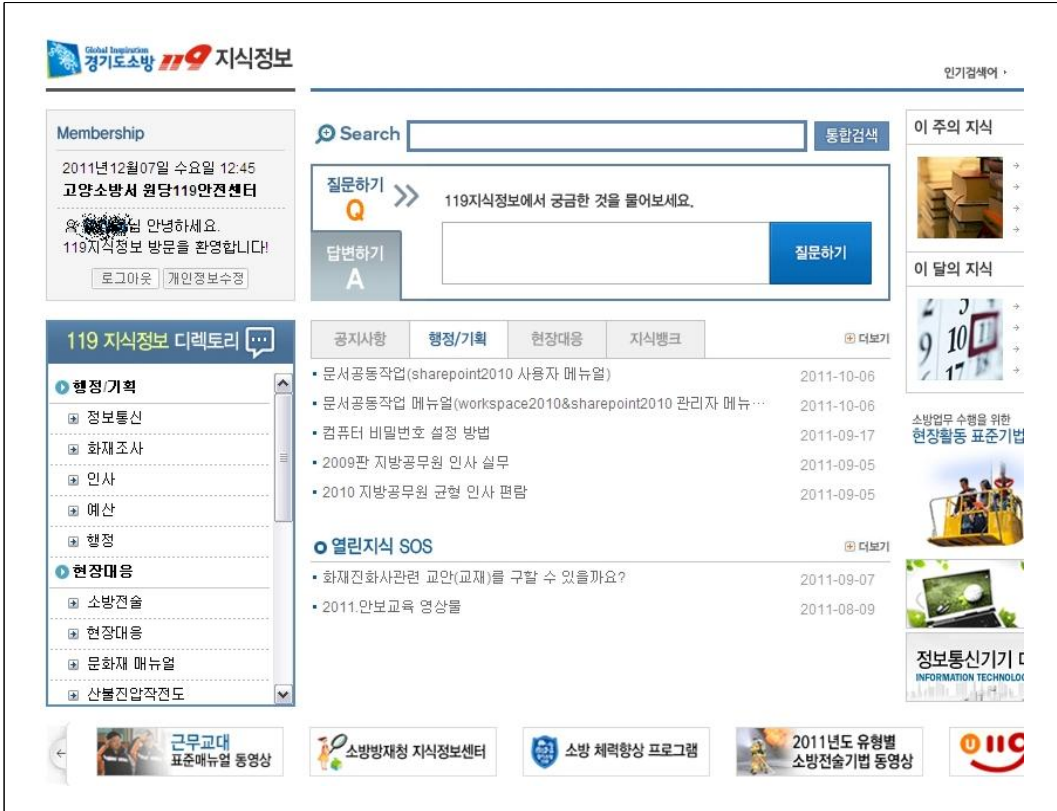 Global Inspiration
경기도소방 119 지식정보
인기검색어
Membership
2011년12월07일 수요일 12:45
고양소방서 원당119안전센터
님 안녕하세요.
119지식정보 방문을 환영합니다!
로그아웃 개인정보수정
Search 통합검색
질문하기
Q
119지식정보에서 궁금한 것을 물어보세요.
답변하기
A
질문하기
이 주의 지식
이 달의 지식
119 지식정보 디렉토리
행정/기획
정보통신
화재조사
인사
예산
행정
현장대응
소방전술
현장대응
문화재 매뉴얼
산불진압작전도
공지사항 행정/기획 현장대응 지식뱅크 더보기
문서공동작업(sharepoint2010 사용자 메뉴얼) 2011-10-06
문서공동작업 메뉴얼(workspace2010&sharepoint2010 관리자 메뉴··· 2011-10-06
컴퓨터 비밀번호 설정 방법 2011-09-17
2009판 지방공무원 인사 실무 2011-09-05
2010 지방공무원 균형 인사 편람 2011-09-05
열린지식 SOS 더보기
화재진화사관련 교안(교재)를 구할 수 있을까요? 2011-09-07
2011.안보교육 영상물 2011-08-09
소방업무 수행을 위한
현장활동 표준기법
정보통신기기
INFORMATION TECHNOLO
근무교대
표준매뉴얼 동영상
소방방재청 지식정보센터
소방 체력향상 프로그램
2011년도 유형별
소방전술기법 동영상
u119